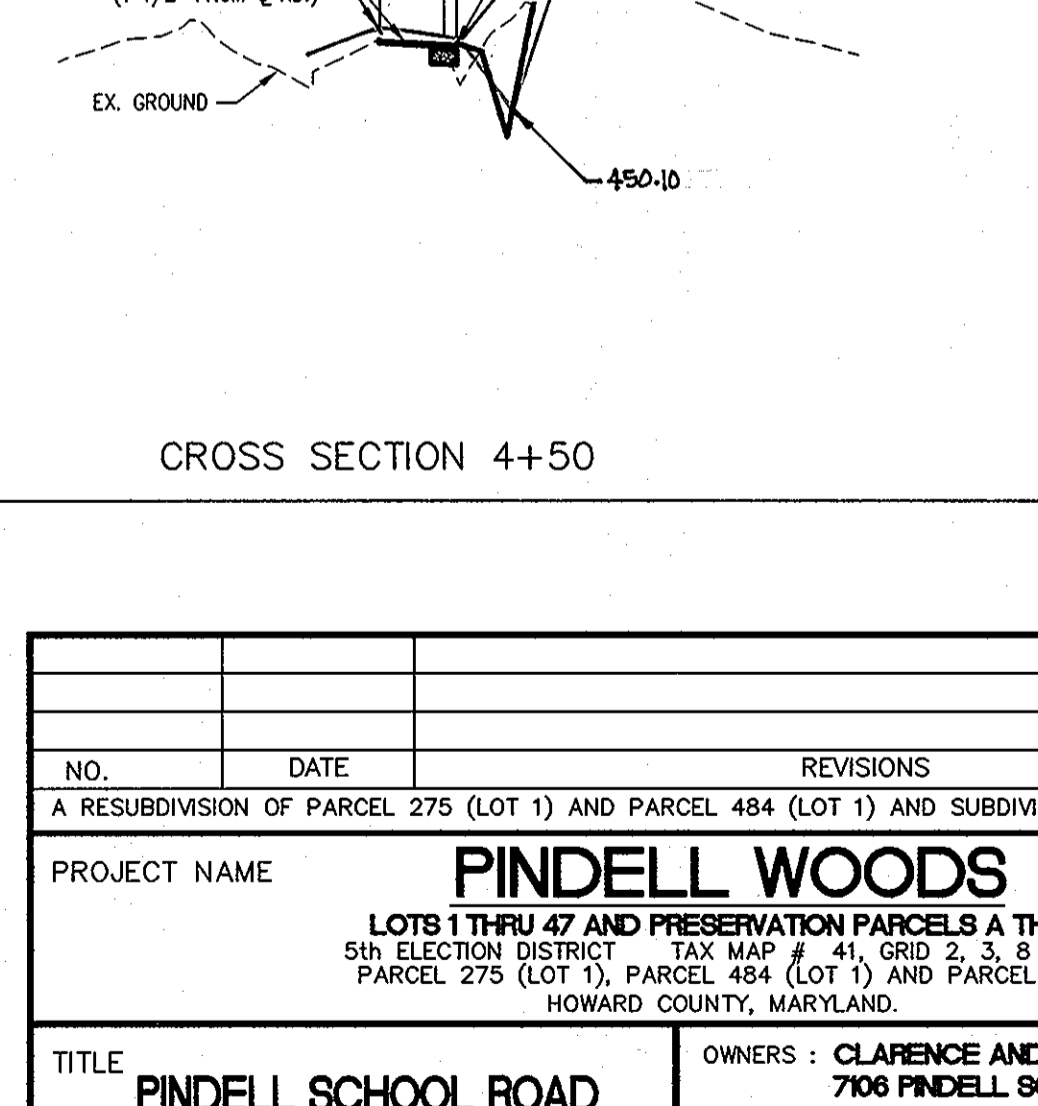 EX. GROUND
450.10
CROSS SECTION 4+50
NO. DATE REVISIONS
A RESUBDIVISION OF PARCEL 275 (LOT 1) AND PARCEL 484 (LOT 1) AND
PROJECT NAME
PINDELL WOODS
LOTS 1 THRU 47 AND PRESERVATION PARCELS A
5th ELECTION DISTRICT TAX MAP # 41, GRID 2, 3, 8
PARCEL 275 (LOT 1), PARCEL 484 (LOT 1) AND PARCEL
HOWARD COUNTY, MARYLAND.
TITLE
PINDELL SCHOOL ROAD
OWNERS : CLARENCE AND
7106 PINDELL